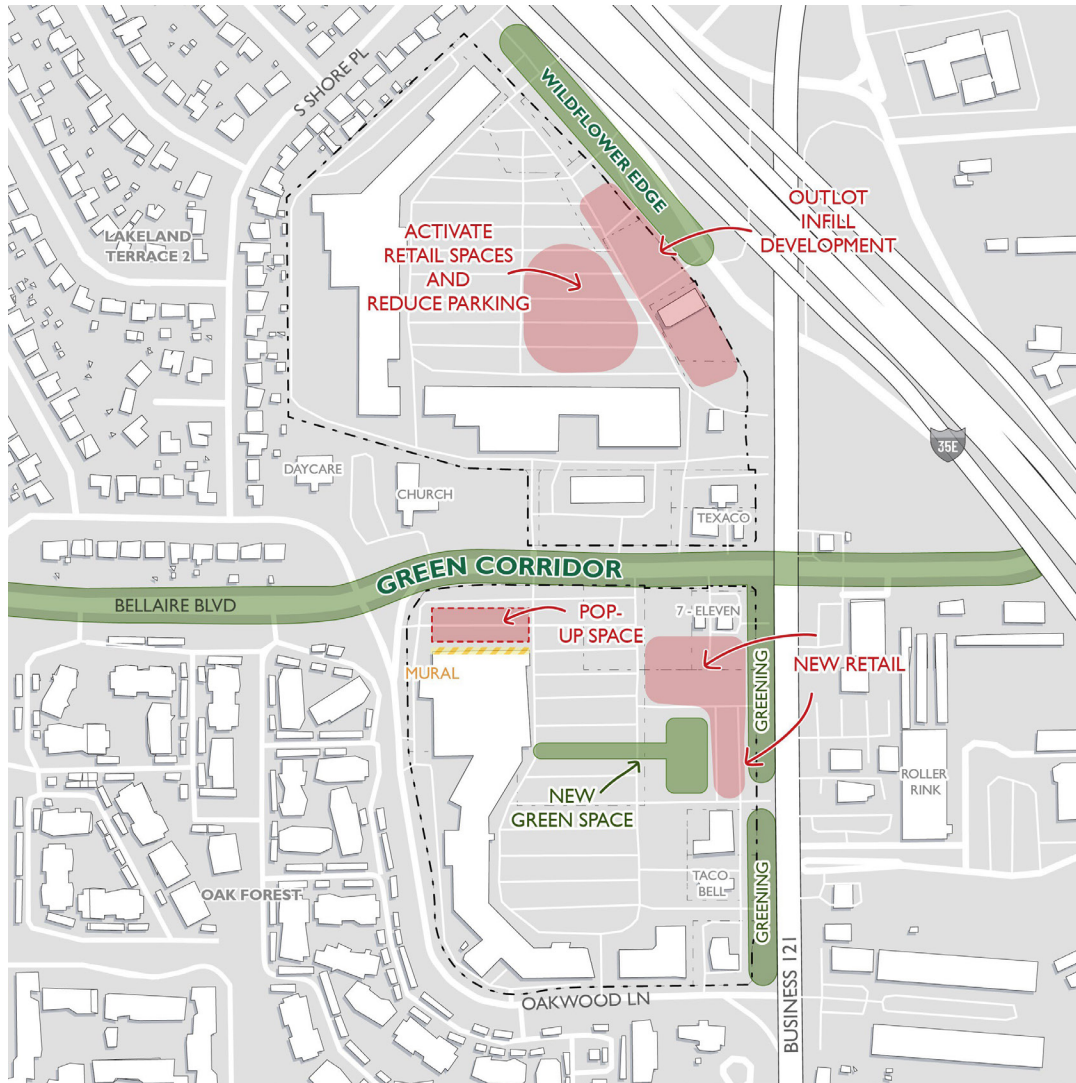 S SHORE PL
WILDFLOWER EDGE
OUTLOT
INFILL
DEVELOPMENT
ACTIVATE
RETAIL SPACES
AND
REDUCE PARKING
LAKELAND
TERRACE 2
35E
DAYCARE
CHURCH
TEXACO
GREEN CORRIDOR
BELLAIRE BLVD
POP-
UP SPACE
7 - ELEVEN
MURAL
NEW RETAIL
GREENING
NEW
GREEN SPACE
ROLLER
RINK
TACO
BELL
OAK FOREST
GREENING
OAKWOOD LN
BUSINESS 121